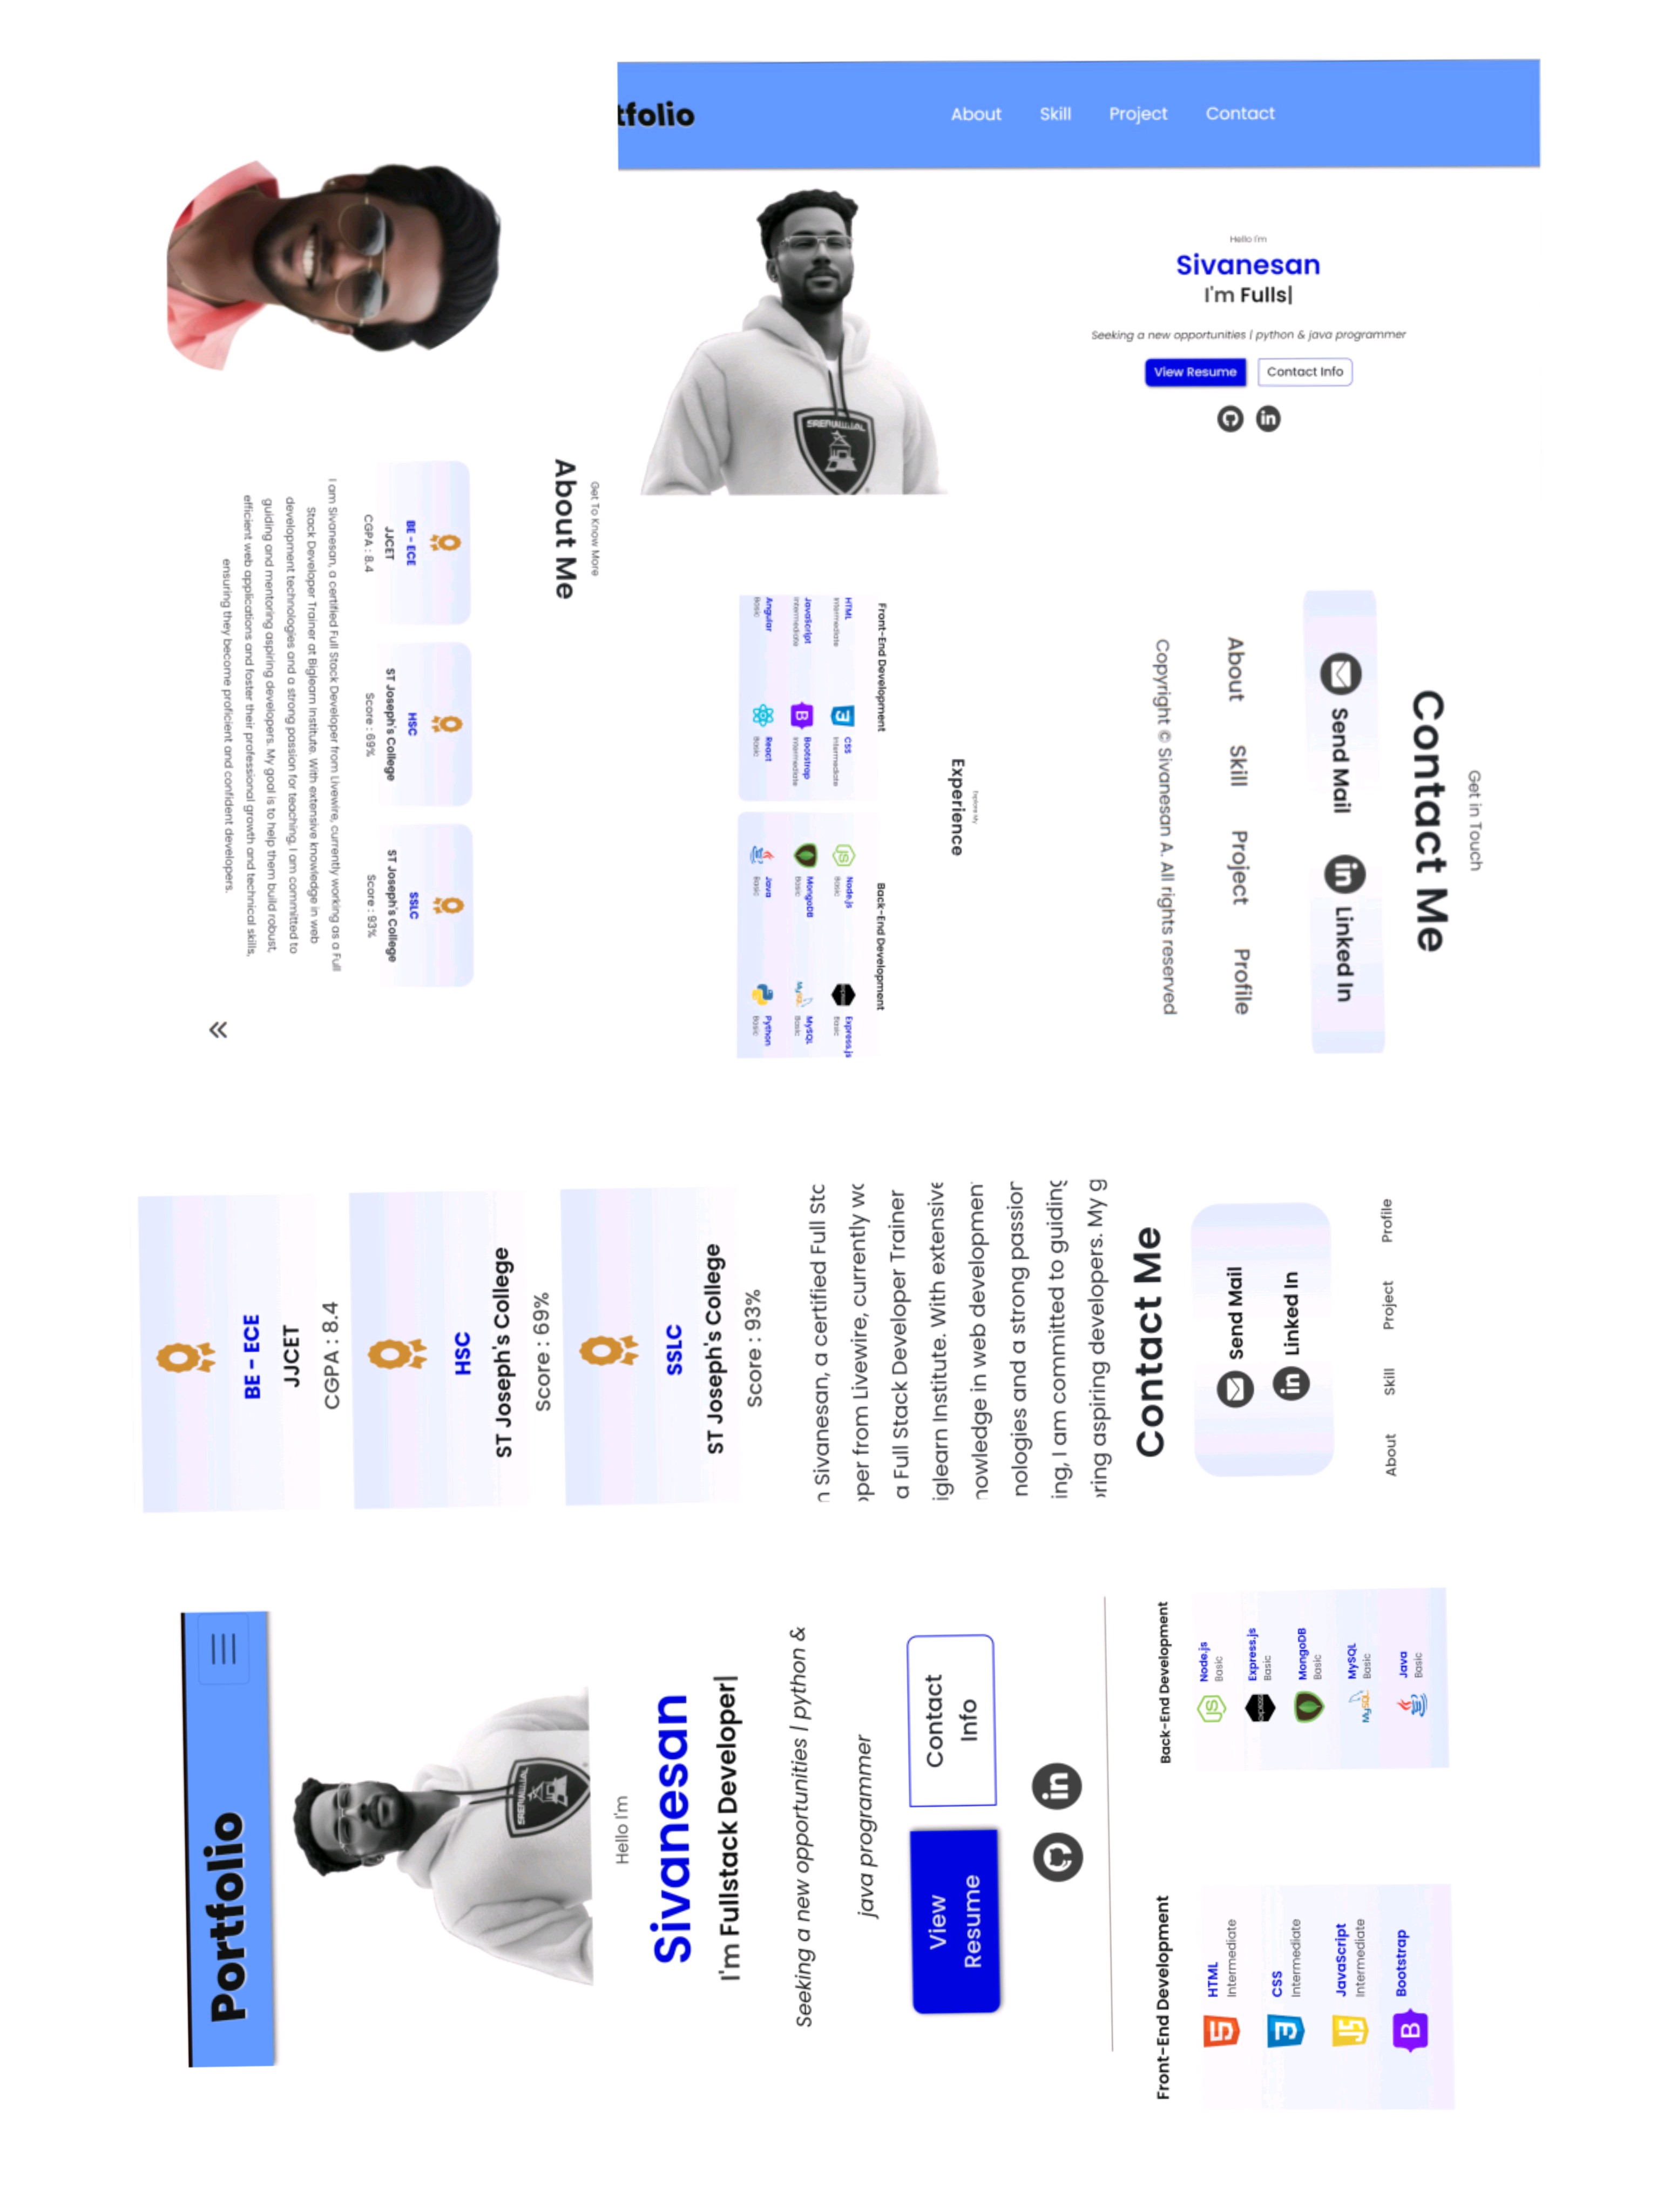 tfolio
About Skill Project Contact
Hello I'm
Sivanesan
I'm Fulls|
Seeking a new opportunities | python & java programmer
View Resume Contact Info
Get To Know More
About Me
BE - ECE
JJCET
CGPA : 8.4
HSC
ST Joseph's College
Score : 69%
SSLC
ST Joseph's College
Score : 93%
I am Sivanesan, a certified Full Stack Developer from Livewire, currently working as a Full
Stack Developer Trainer at Biglearn Institute. With extensive knowledge in web
development technologies and a strong passion for teaching, I am committed to
guiding and mentoring aspiring developers. My goal is to help them build robust,
efficient web applications and foster their professional growth and technical skills,
ensuring they become proficient and confident developers.
Explore My
Experience
Front-End Development
HTML
Intermediate
CSS
Intermediate
JavaScript
Intermediate
Bootstrap
Intermediate
Angular
Basic
React
Basic
Back-End Development
Node.js
Basic
Express.js
Basic
MongoDB
Basic
MySQL
Basic
Java
Basic
Python
Basic
Get in Touch
Contact Me
Send Mail Linked In
About Skill Project Profile
Copyright © Sivanesan A. All rights reserved
BE - ECE
JJCET
CGPA : 8.4
HSC
ST Joseph's College
Score : 69%
SSLC
ST Joseph's College
Score : 93%
n Sivanesan, a certified Full Stc
per from Livewire, currently wo
a Full Stack Developer Trainer
iglearn Institute. With extensive
nowledge in web developmen
nologies and a strong passion
ing, I am committed to guiding
oring aspiring developers. My g
Contact Me
Send Mail
Linked In
About Skill Project Profile
Portfolio
Hello I'm
Sivanesan
I'm Fullstack Developer|
Seeking a new opportunities | python &
java programmer
View
Resume
Contact
Info
Front-End Development
HTML
Intermediate
CSS
Intermediate
JavaScript
Intermediate
Bootstrap
Back-End Development
Node.js
Basic
Express.js
Basic
MongoDB
Basic
MySQL
Basic
Java
Basic